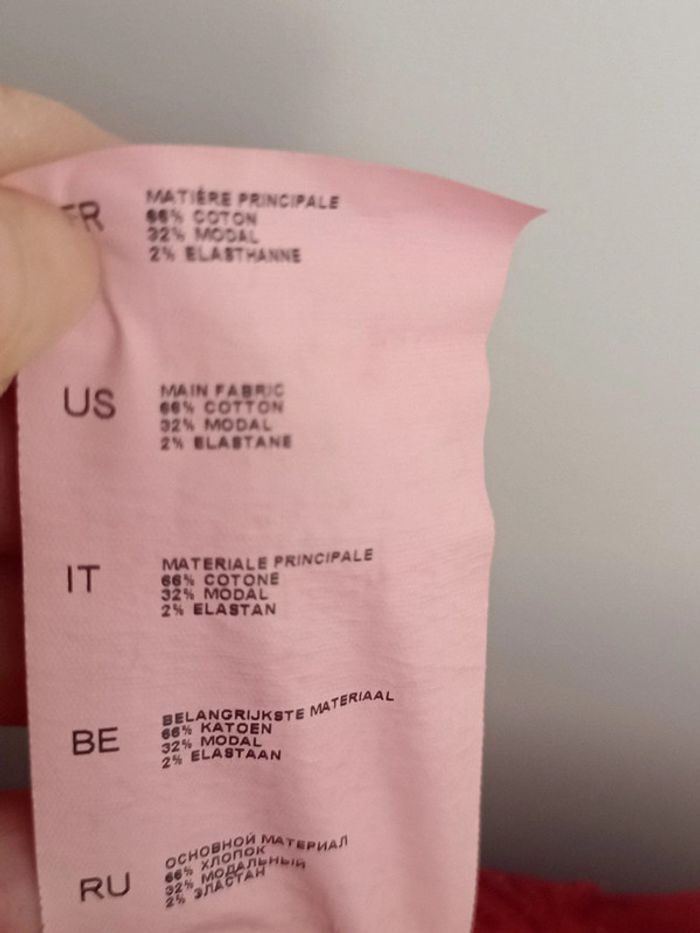 FR
MATIÈRE PRINCIPALE
66% COTON
32% MODAL
2% ELASTHANNE
US
MAIN FABRIC
66% COTTON
32% MODAL
2% ELASTANE
IT
MATERIALE PRINCIPALE
66% COTONE
32% MODAL
2% ELASTAN
BE
BELANGRIJKSTE MATERIAAL
66% KATOEN
32% MODAL
2% ELASTAAN
RU
ОСНОВНОЙ МАТЕРИАЛ
66% ХЛОПОК
32% МОДАЛЬНЫЙ
2% ЭЛАСТАН